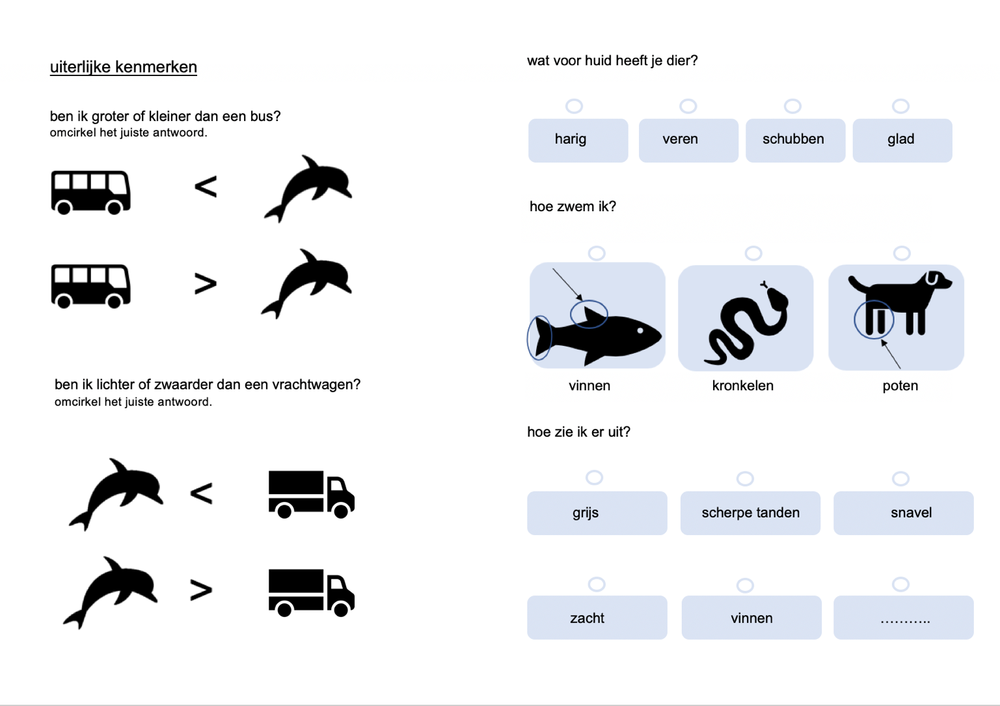 uiterlijke kenmerken
ben ik groter of kleiner dan een bus?
omcirkel het juiste antwoord.
<
>
ben ik lichter of zwaarder dan een vrachtwagen?
omcirkel het juiste antwoord.
<
>
wat voor huid heeft je dier?
harig veren schubben glad
hoe zwem ik?
vinnen kronkelen poten
hoe zie ik er uit?
grijs scherpe tanden snavel
zacht vinnen ………..